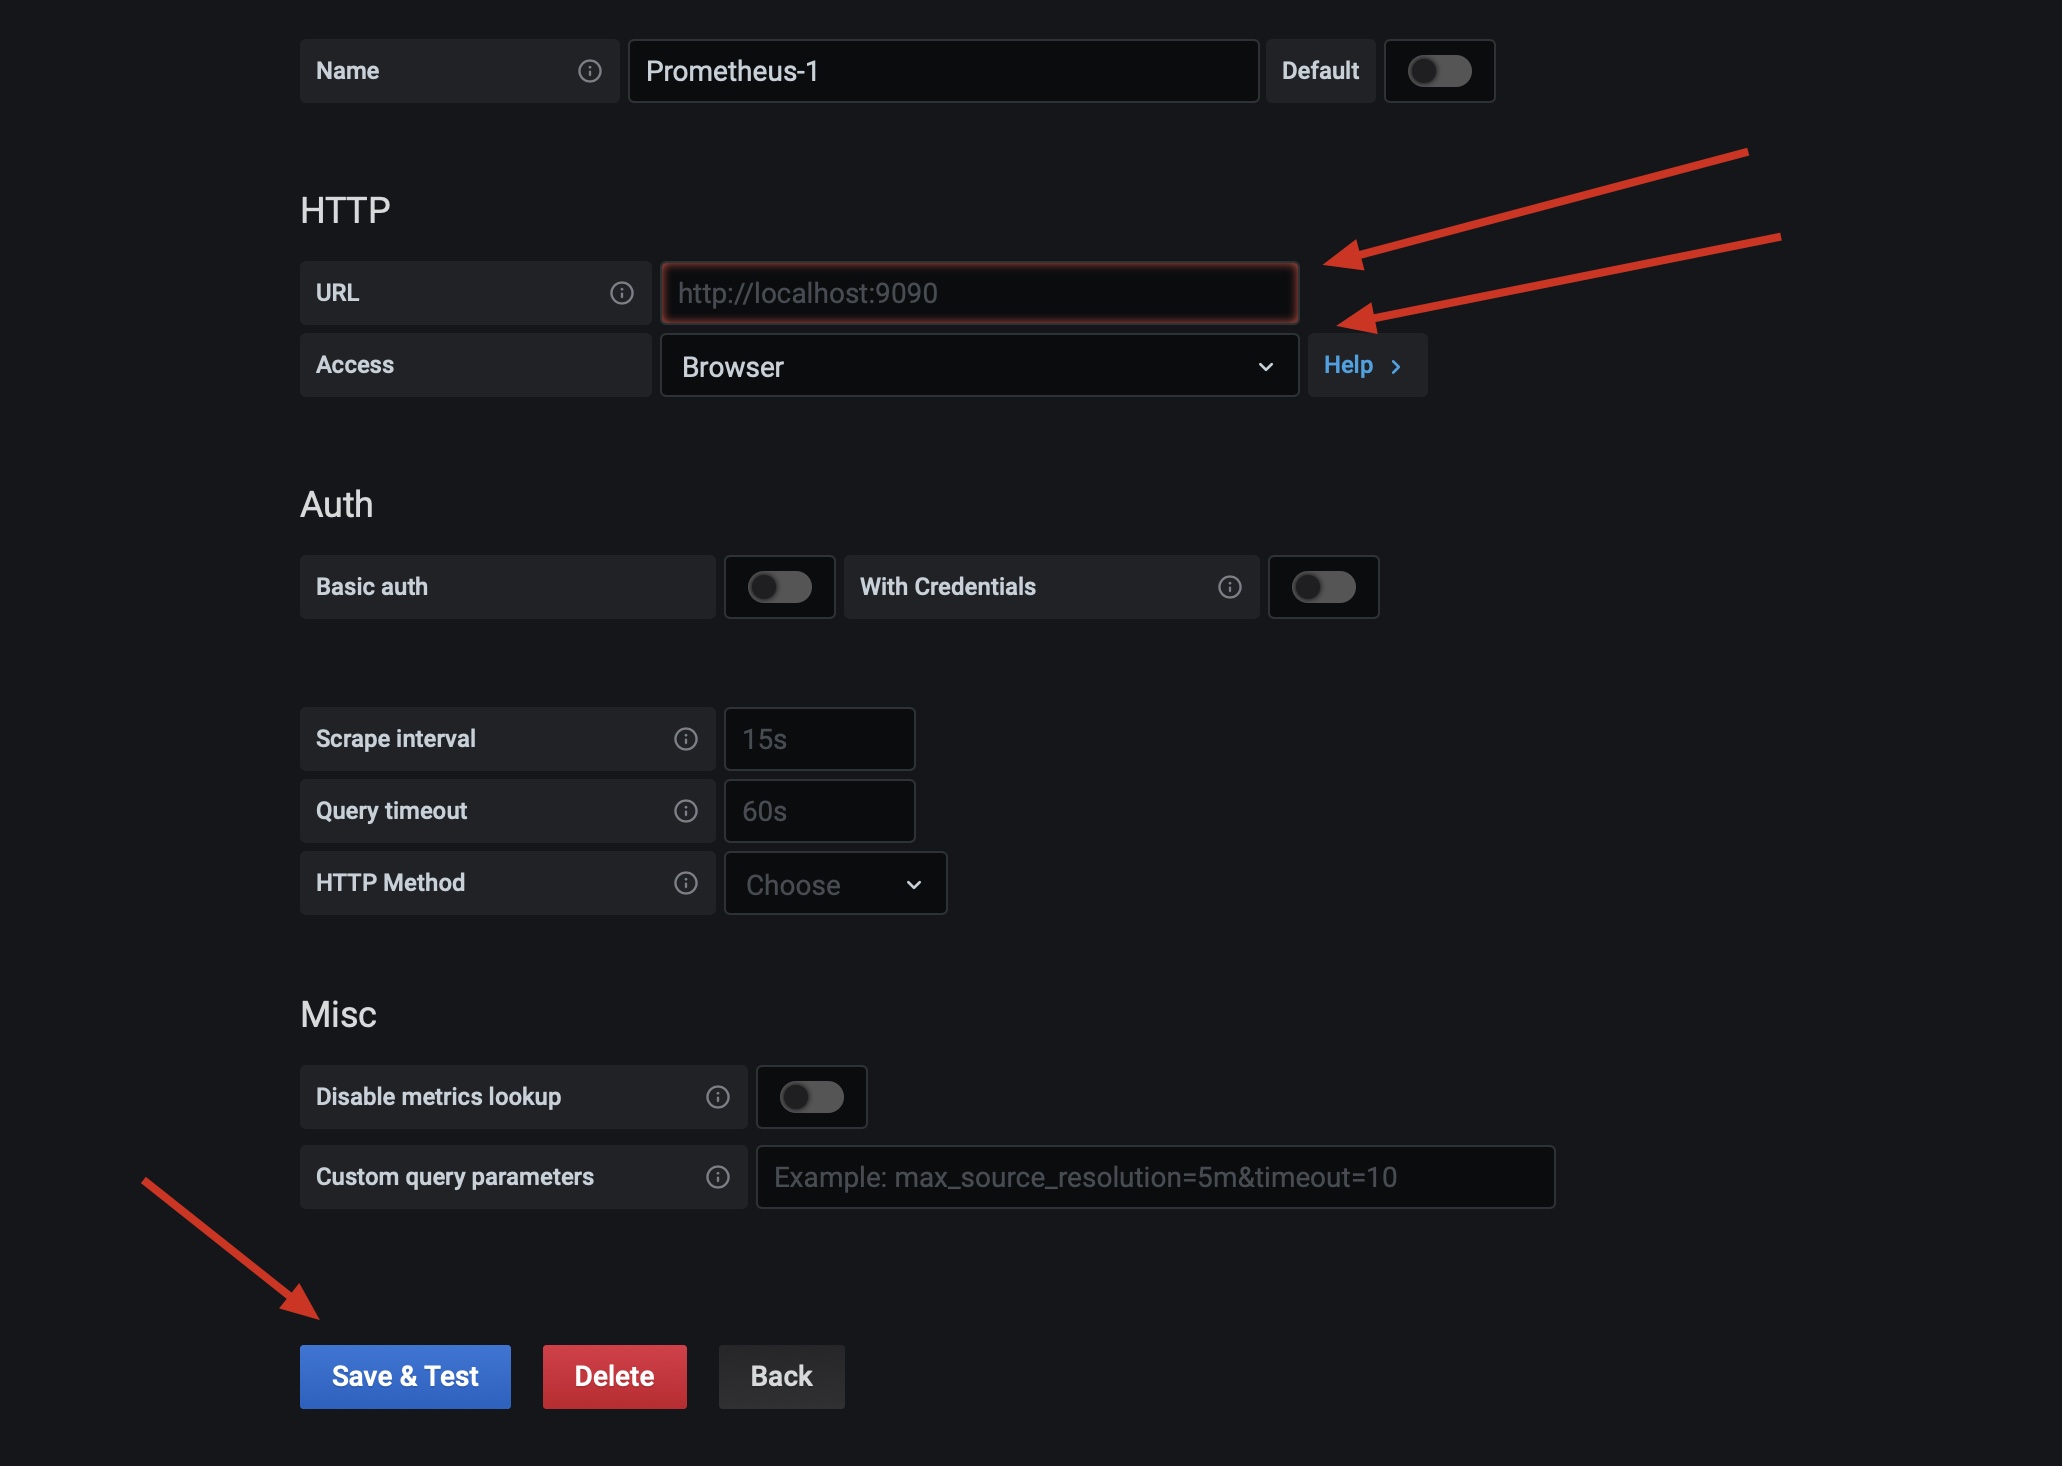 Name Prometheus-1 Default
HTTP
URL http://localhost:9090
Access Browser Help
Auth
Basic auth With Credentials
Scrape interval 15s
Query timeout 60s
HTTP Method Choose
Misc
Disable metrics lookup
Custom query parameters Example: max_source_resolution=5m&timeout=10
Save & Test Delete Back